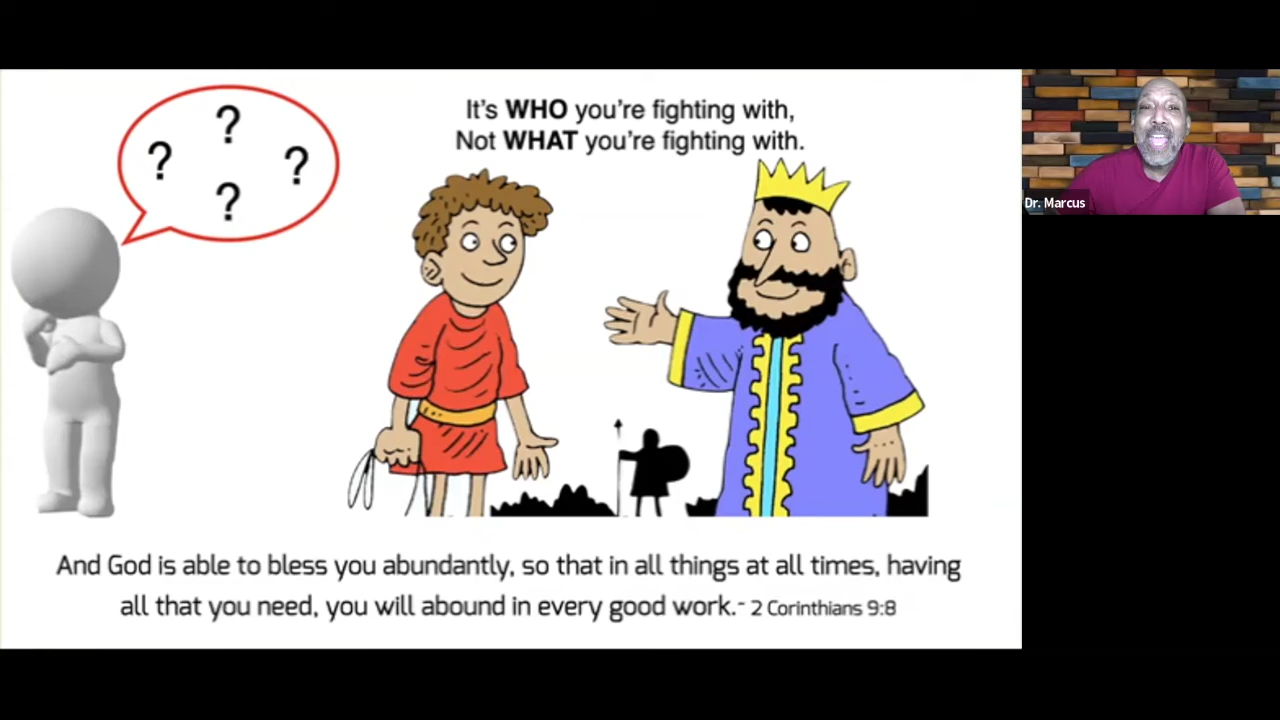 ?
? ?
?
It's WHO you're fighting with,
Not WHAT you're fighting with.
Dr. Marcus
And God is able to bless you abundantly, so that in all things at all times, having
all that you need, you will abound in every good work.- 2 Corinthians 9:8